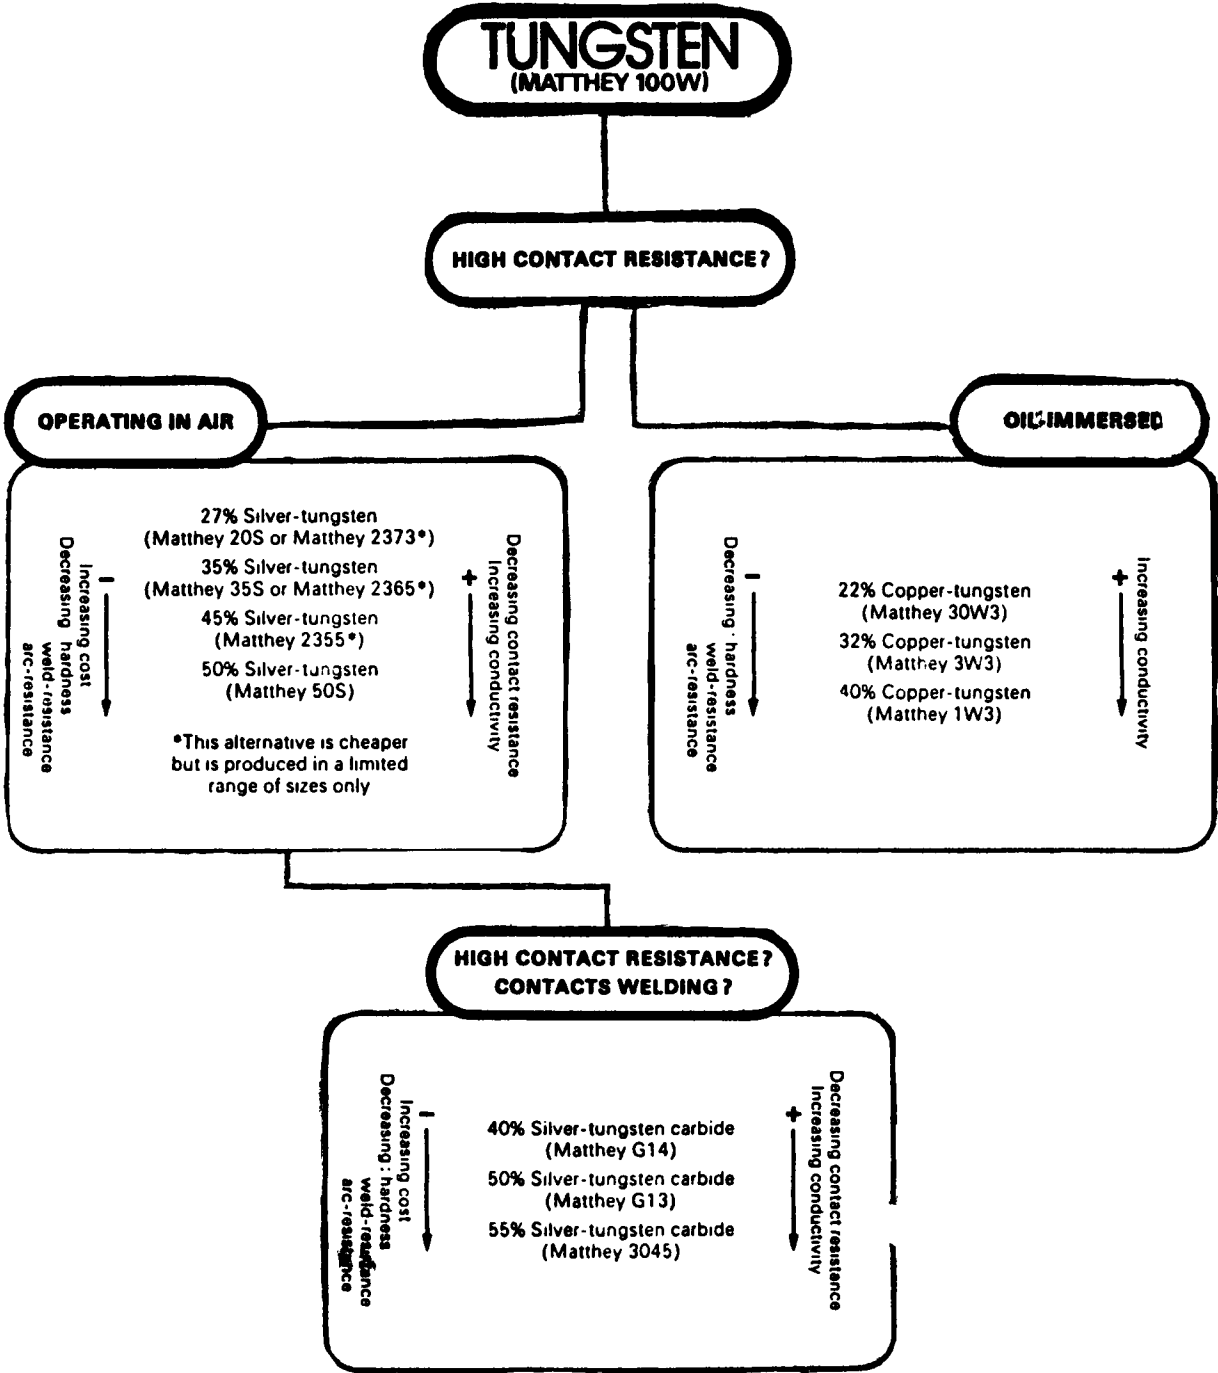 TUNGSTEN
(MATTHEY 100W)
HIGH CONTACT RESISTANCE?
OPERATING IN AIR
27% Silver-tungsten
(Matthey 20S or Matthey 2373*)
35% Silver-tungsten
(Matthey 35S or Matthey 2365*)
45% Silver-tungsten
(Matthey 2355*)
50% Silver-tungsten
(Matthey 50S)
*This alternative is cheaper
but is produced in a limited
range of sizes only
−
Increasing cost
Decreasing hardness
weld-resistance
arc-resistance
+
Decreasing contact resistance
Increasing conductivity
OIL-IMMERSED
−
Decreasing : hardness
weld-resistance
arc-resistance
22% Copper-tungsten
(Matthey 30W3)
32% Copper-tungsten
(Matthey 3W3)
40% Copper-tungsten
(Matthey 1W3)
+
Increasing conductivity
HIGH CONTACT RESISTANCE?
CONTACTS WELDING?
−
Increasing cost
Decreasing : hardness
weld-resistance
arc-resistance
40% Silver-tungsten carbide
(Matthey G14)
50% Silver-tungsten carbide
(Matthey G13)
55% Silver-tungsten carbide
(Matthey 3045)
+
Decreasing contact resistance
Increasing conductivity